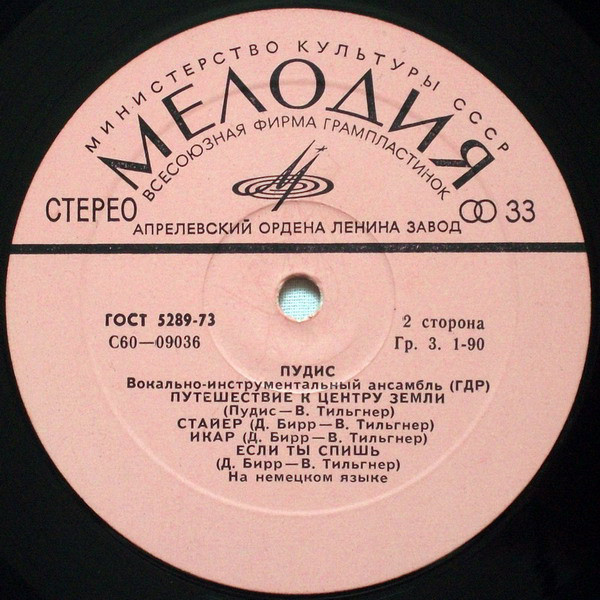 МИНИСТЕРСТВО КУЛЬТУРЫ СССР
МЕЛОДИЯ
ВСЕСОЮЗНАЯ ФИРМА ГРАМПЛАСТИНОК
СТЕРЕО
33
АПРЕЛЕВСКИЙ ОРДЕНА ЛЕНИНА ЗАВОД
ГОСТ 5289-73
2 сторона
С60—09036
Гр. 3. 1-90
ПУДИС
Вокально-инструментальный ансамбль (ГДР)
ПУТЕШЕСТВИЕ К ЦЕНТРУ ЗЕМЛИ
(Пудис—В. Тильгнер)
СТАЙЕР (Д. Бирр—В. Тильгнер)
ИКАР (Д. Бирр—В. Тильгнер)
ЕСЛИ ТЫ СПИШЬ
(Д. Бирр—В. Тильгнер)
На немецком языке